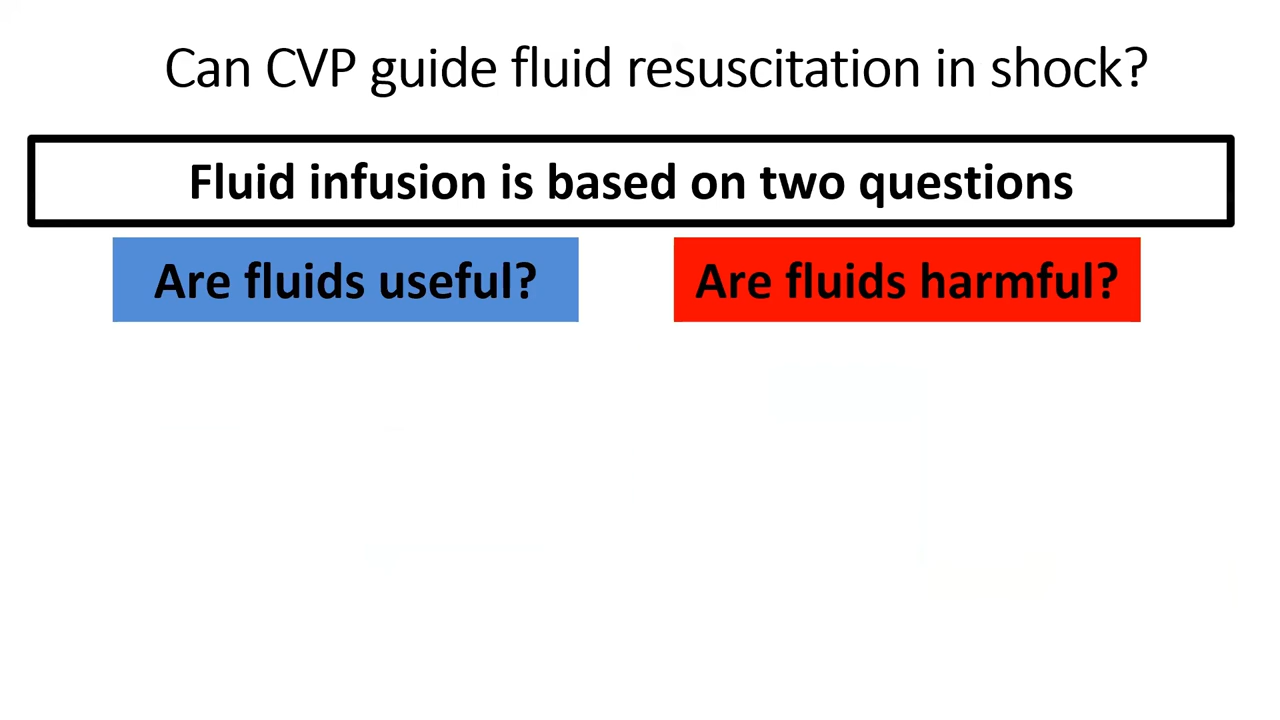 Can CVP guide fluid resuscitation in shock?
Fluid infusion is based on two questions
Are fluids useful?
Are fluids harmful?